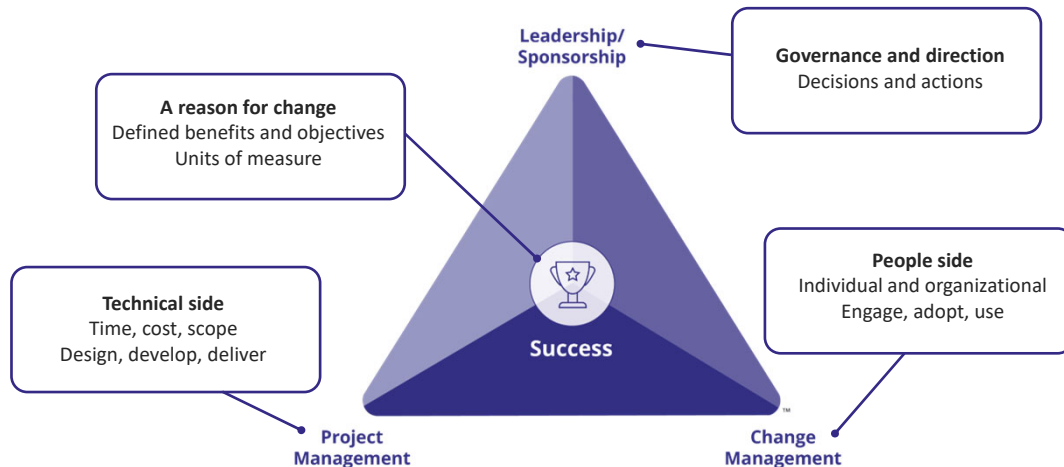 Leadership/
Sponsorship
Governance and direction
Decisions and actions
A reason for change
Defined benefits and objectives
Units of measure
Technical side
Time, cost, scope
Design, develop, deliver
People side
Individual and organizational
Engage, adopt, use
Success
Project
Management
Change
Management
™